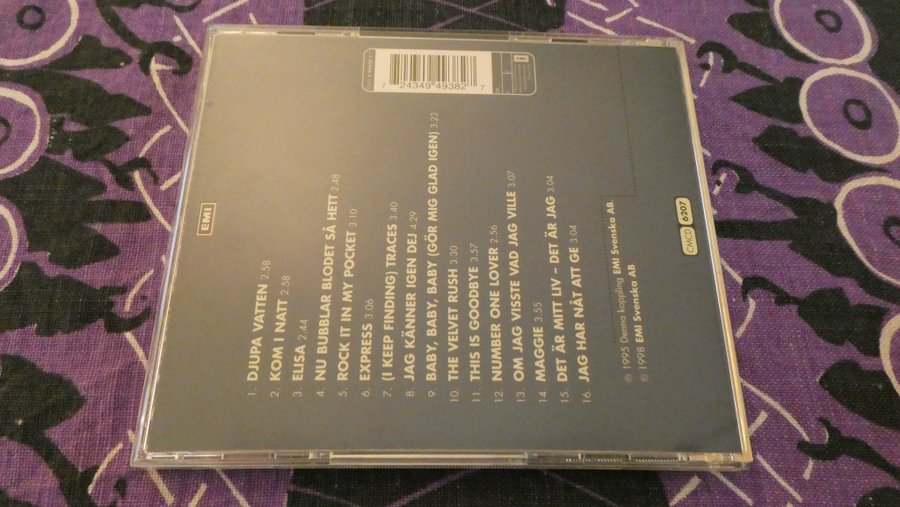 EMI
1. DJUPA VATTEN 2.58
2. KOM I NATT 2.58
3. ELISA 2.44
4. NU BUBBLAR BLODET SÅ HETT 2.48
5. ROCK IT IN MY POCKET 3.10
6. EXPRESS 3.06
7. (I KEEP FINDING) TRACES 3.40
8. JAG KÄNNER IGEN DEJ 4.29
9. BABY, BABY, BABY (GÖR MIG GLAD IGEN) 3.23
10. THE VELVET RUSH 3.30
11. THIS IS GOODBYE 3.57
12. NUMBER ONE LOVER 2.56
13. OM JAG VISSTE VAD JAG VILLE 3.07
14. MAGGIE 3.55
15. DET ÄR MITT LIV – DET ÄR JAG 3.04
16. JAG HAR NÅT ATT GE 3.04
℗ 1995 Denna koppling EMI Svenska AB.
© 1998 EMI Svenska AB.
CMCD 6207
7 24349 49382 7
EMI